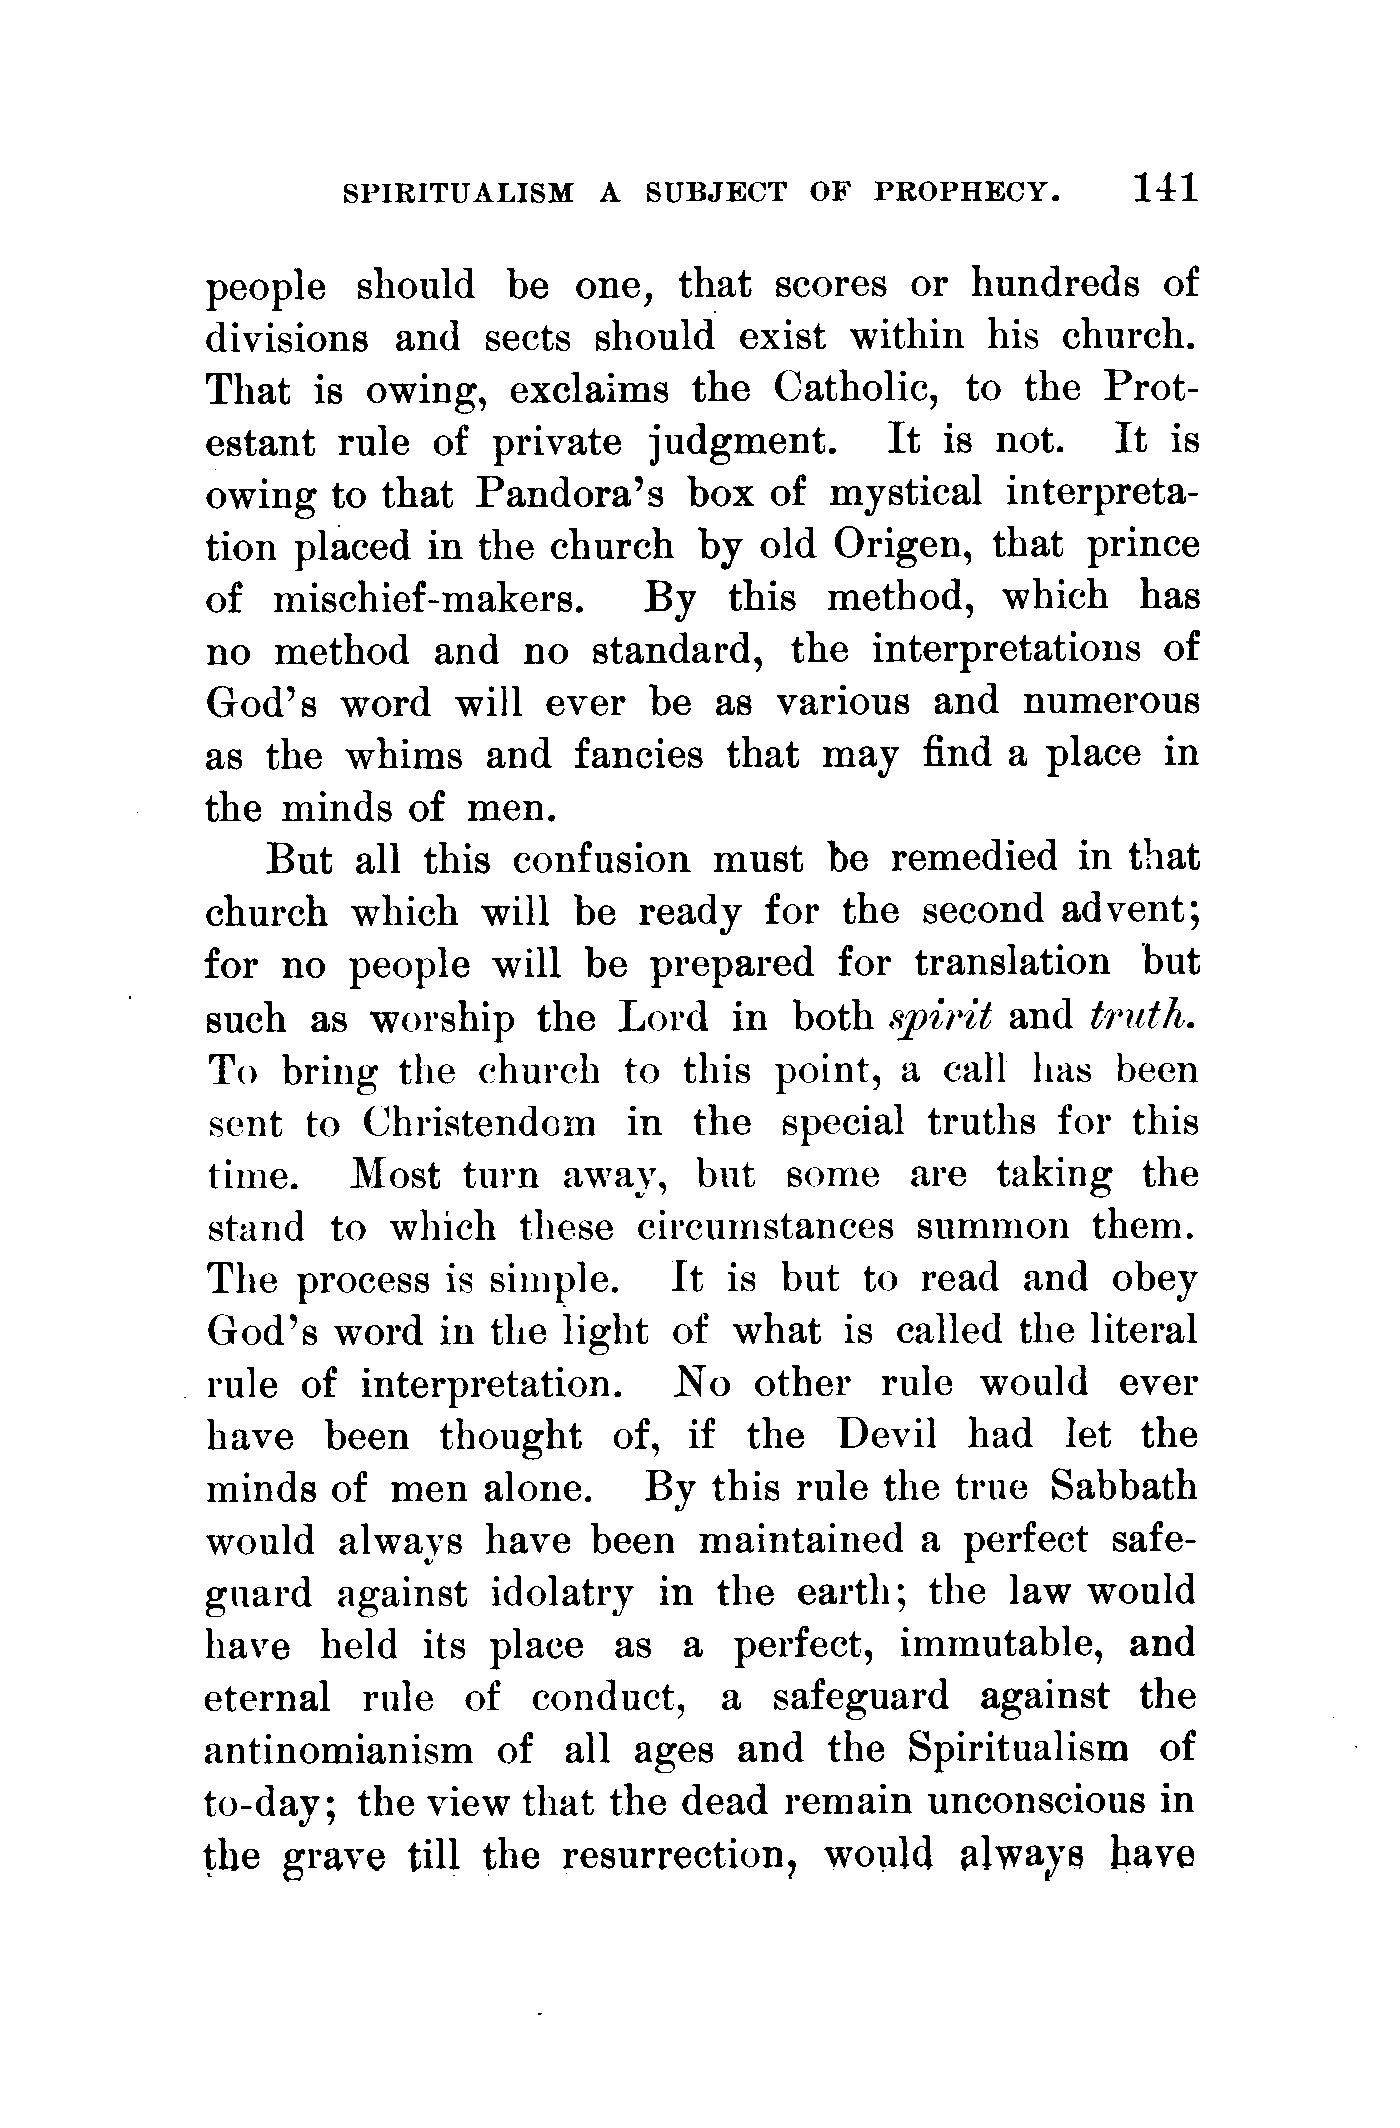 SPIRITUALISM A SUBJECT OF PROPHECY. 141
people should be one, that scores or hundreds of
divisions and sects should exist within his church.
That is owing, exclaims the Catholic, to the Prot-
estant rule of private judgment. It is not. It is
owing to that Pandora's box of mystical interpreta-
tion placed in the church by old Origen, that prince
of mischief-makers. By this method, which has
no method and no standard, the interpretations of
God's word will ever be as various and numerous
as the whims and fancies that may find a place in
the minds of men.
But all this confusion must be remedied in that
church which will be ready for the second advent;
for no people will be prepared for translation but
such as worship the Lord in both spirit and truth.
To bring the church to this point, a call has been
sent to Christendom in the special truths for this
time. Most turn away, but some are taking the
stand to which these circumstances summon them.
The process is simple. It is but to read and obey
God's word in the light of what is called the literal
rule of interpretation. No other rule would ever
have been thought of, if the Devil had let the
minds of men alone. By this rule the true Sabbath
would always have been maintained a perfect safe-
guard against idolatry in the earth; the law would
have held its place as a perfect, immutable, and
eternal rule of conduct, a safeguard against the
antinomianism of all ages and the Spiritualism of
to-day; the view that the dead remain unconscious in
the grave till the resurrection, would always have